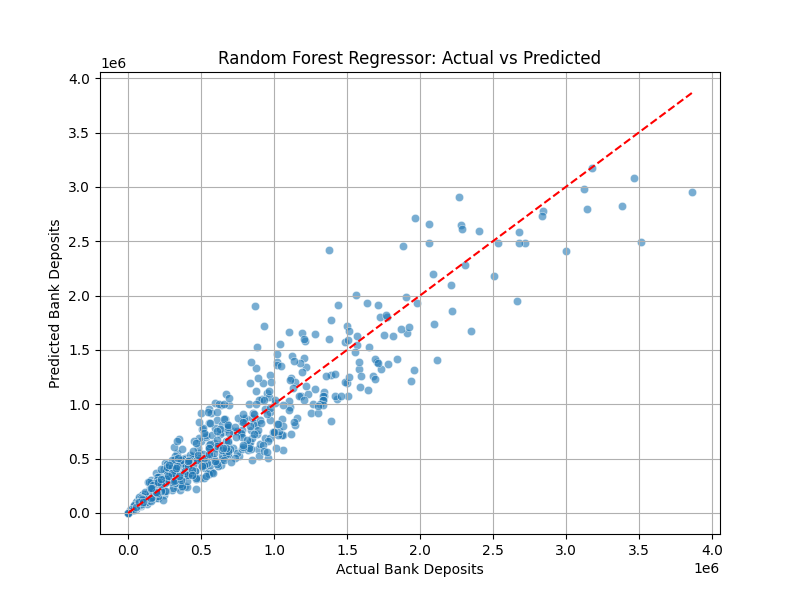 Random Forest Regressor: Actual vs Predicted
1e6
4.0
3.5
3.0
2.5
2.0
1.5
1.0
0.5
0.0
Predicted Bank Deposits
0.0 0.5 1.0 1.5 2.0 2.5 3.0 3.5 4.0
1e6
Actual Bank Deposits